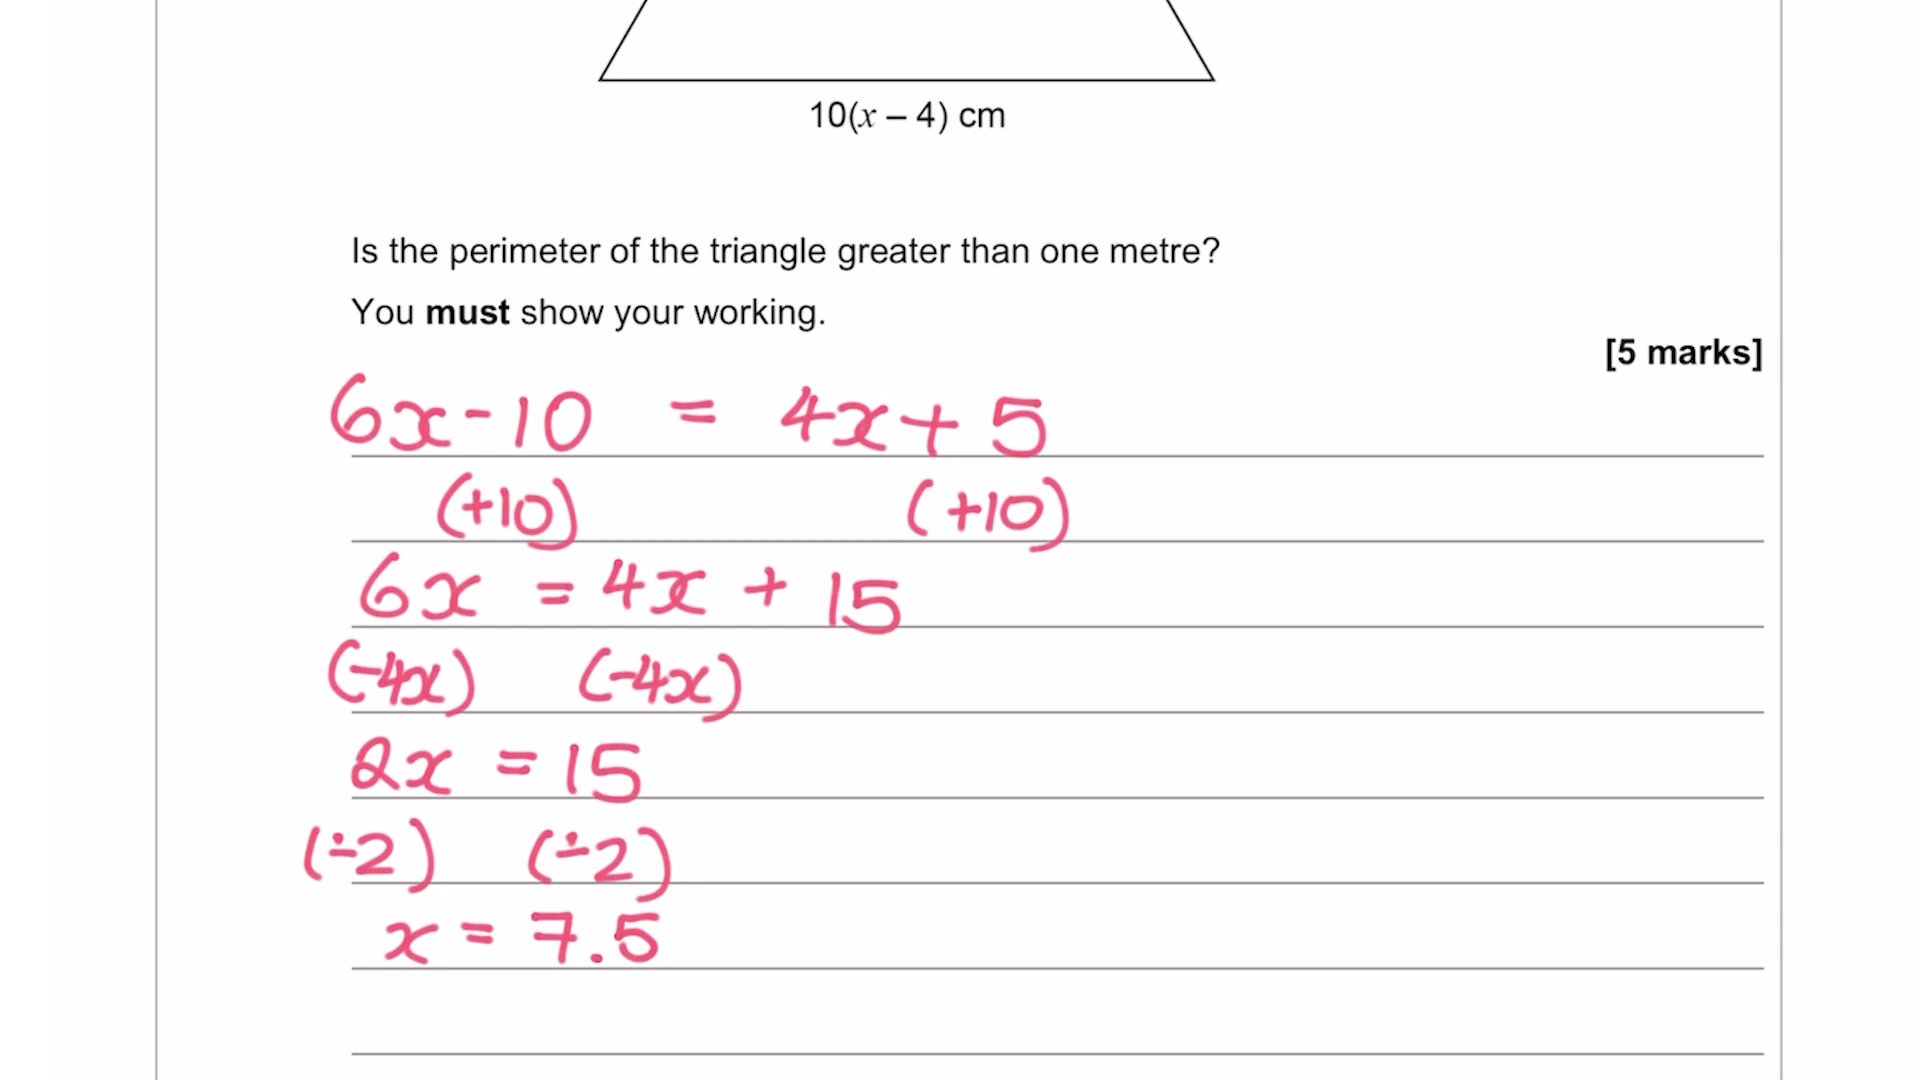 10(x – 4) cm
Is the perimeter of the triangle greater than one metre?
You must show your working.
[5 marks]
6x - 10 = 4x + 5
(+10) (+10)
6x = 4x + 15
(-4x) (-4x)
2x = 15
(÷2) (÷2)
x = 7.5